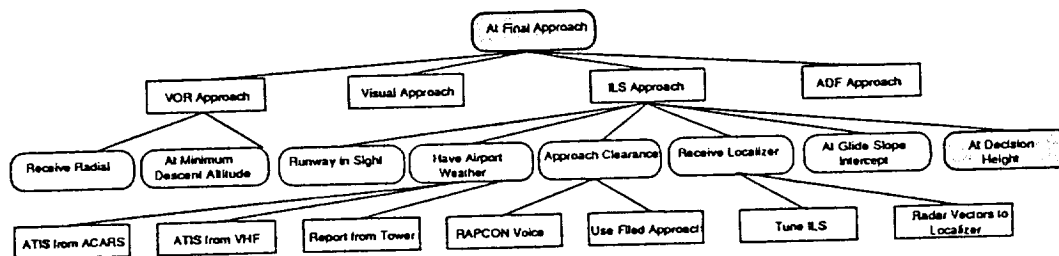 At Final Approach
VOR Approach
Visual Approach
ILS Approach
ADF Approach
Receive Radial
At Minimum
Descent Altitude
Runway in Sight
Have Airport
Weather
Approach Clearance
Receive Localizer
At Glide Slope
Intercept
At Decision
Height
ATIS from ACARS
ATIS from VHF
Report from Tower
RAPCON Voice
Use Filed Approach
Tune ILS
Radar Vectors to
Localizer